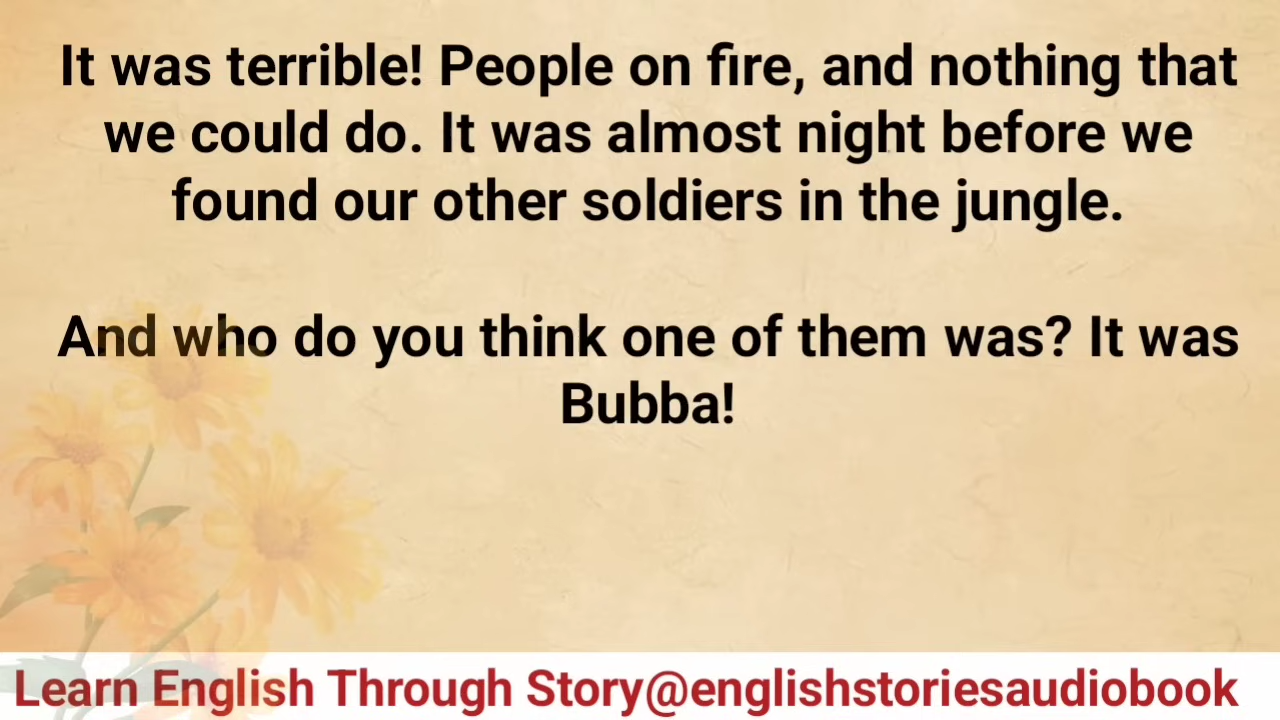 It was terrible! People on fire, and nothing that
we could do. It was almost night before we
found our other soldiers in the jungle.
And who do you think one of them was? It was
Bubba!
Learn English Through Story@englishstoriesaudiobook